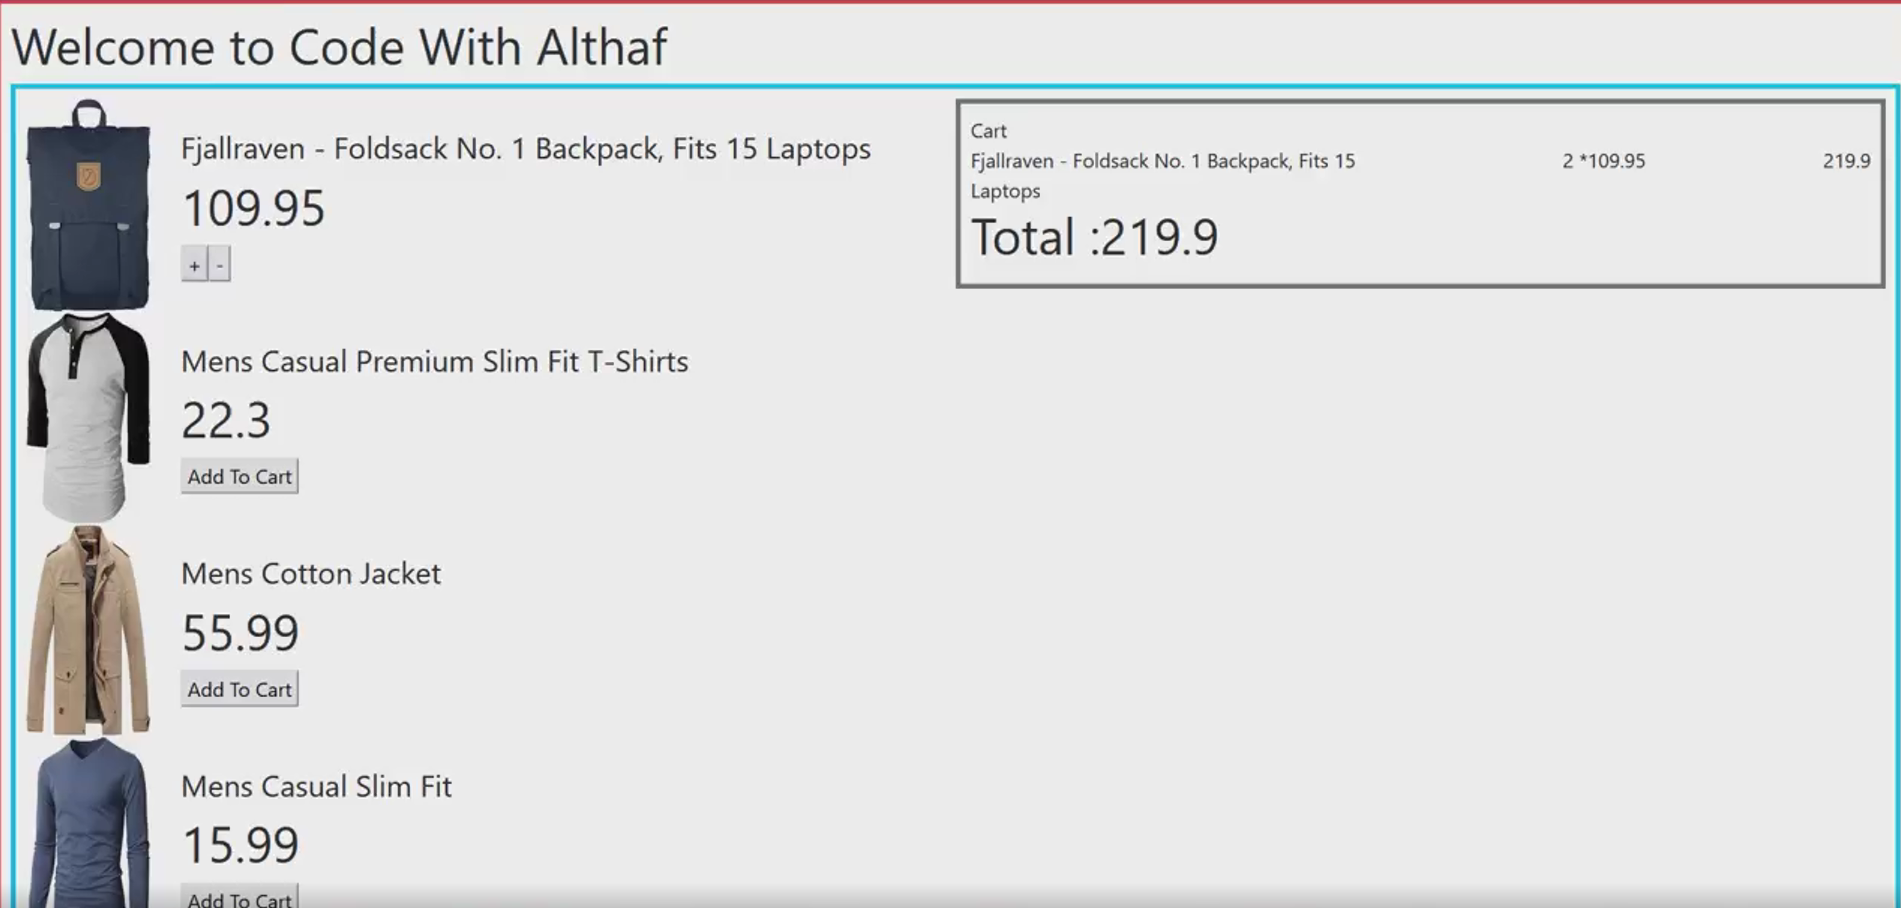 Welcome to Code With Althaf
Fjallraven - Foldsack No. 1 Backpack, Fits 15 Laptops
109.95
+ -
Cart
Fjallraven - Foldsack No. 1 Backpack, Fits 15 2 *109.95 219.9
Laptops
Total :219.9
Mens Casual Premium Slim Fit T-Shirts
22.3
Add To Cart
Mens Cotton Jacket
55.99
Add To Cart
Mens Casual Slim Fit
15.99
Add To Cart